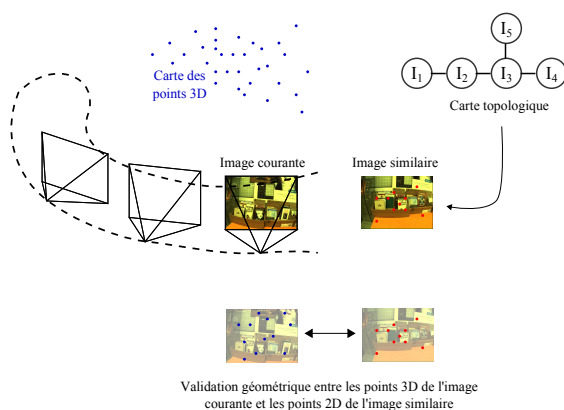 Carte des
points 3D
I5
I1 I2 I3 I4
Carte topologique
Image courante
Image similaire
Validation géométrique entre les points 3D de l'image
courante et les points 2D de l'image similaire